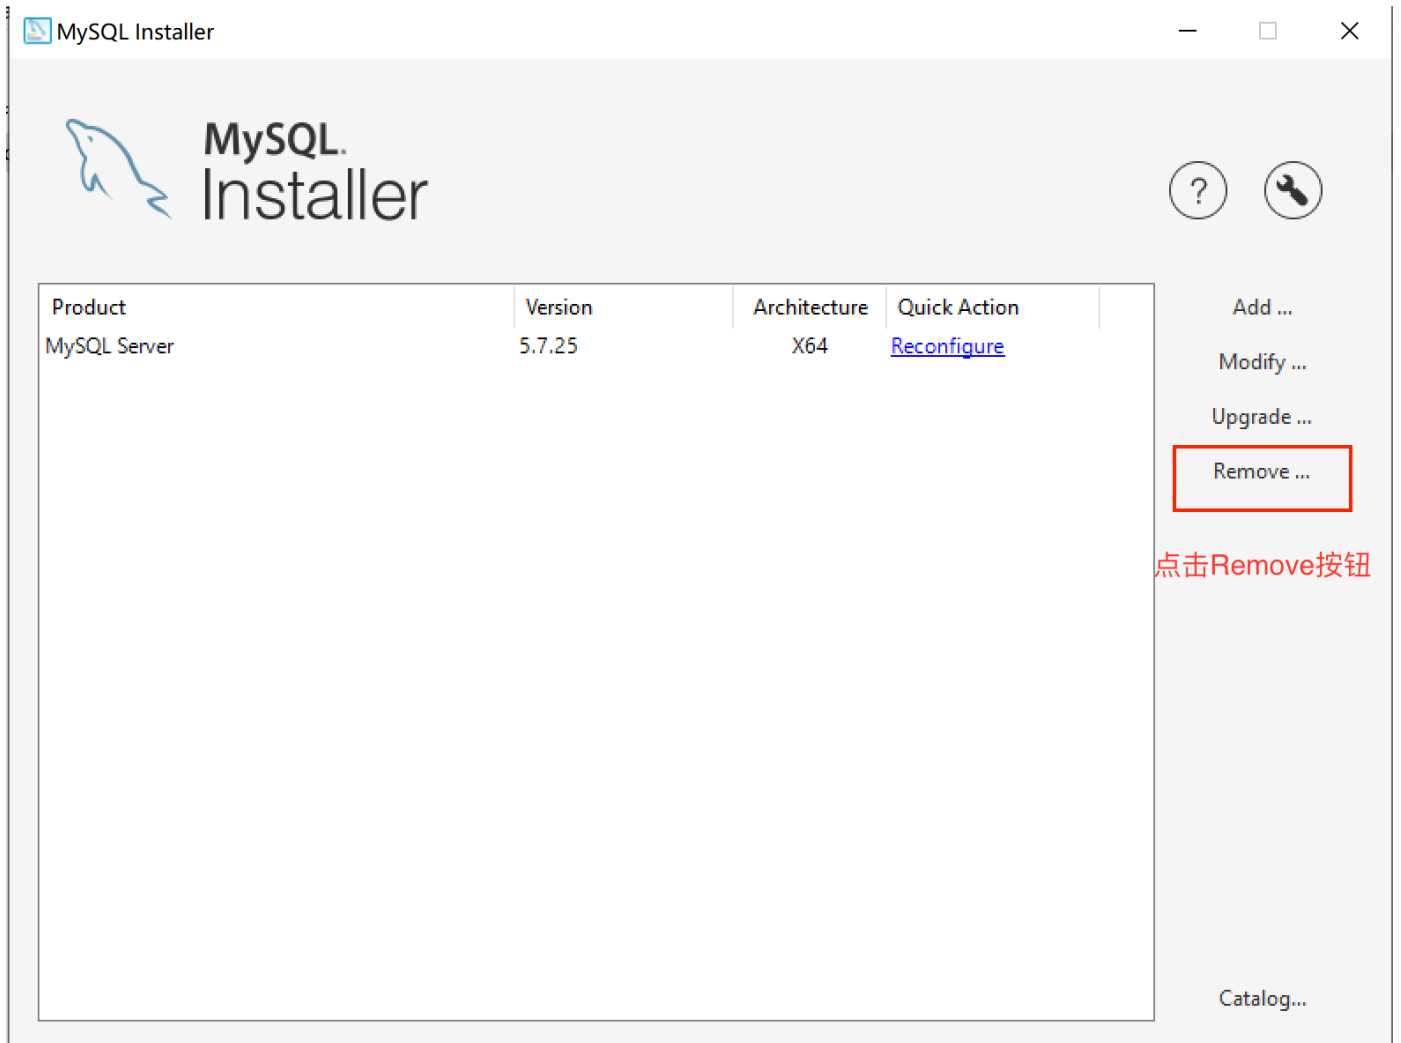 MySQL Installer
MySQL.
Installer
?
Product Version Architecture Quick Action
MySQL Server 5.7.25 X64 Reconfigure
Add ...
Modify ...
Upgrade ...
Remove ...
点击Remove按钮
Catalog...